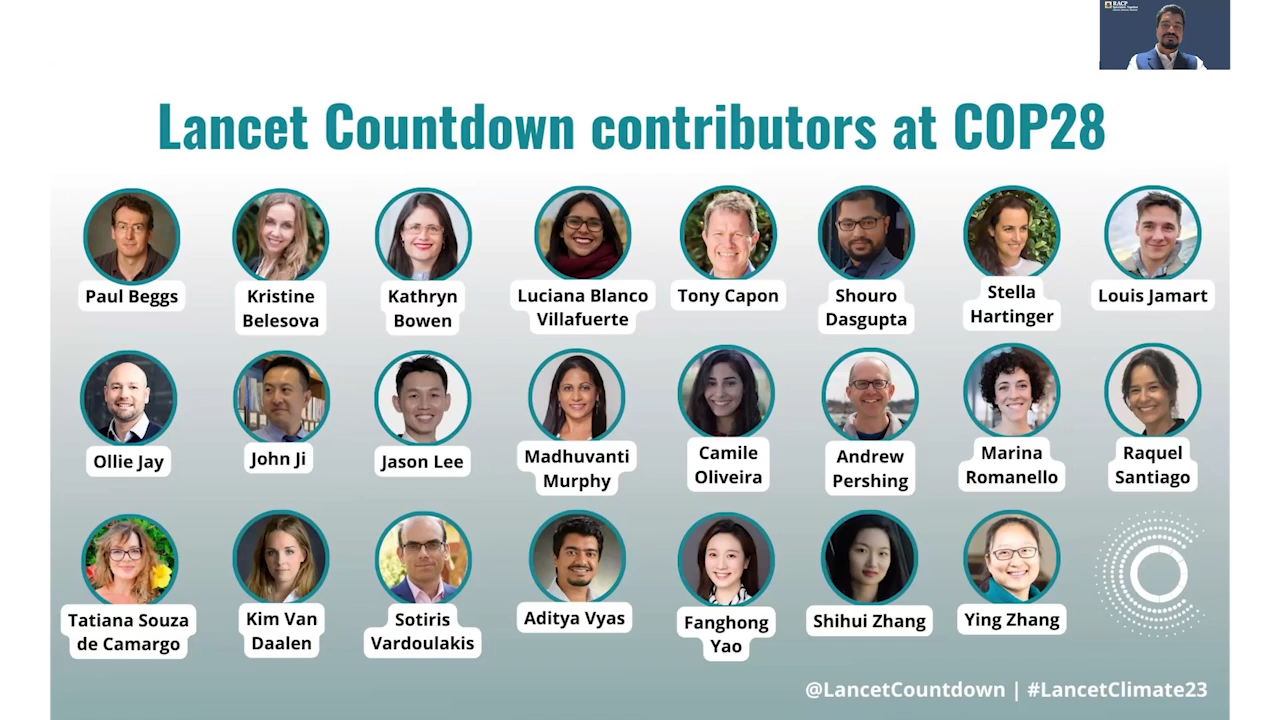 RACP
Lancet Countdown contributors at COP28
Paul Beggs
Kristine
Belesova
Kathryn
Bowen
Luciana Blanco
Villafuerte
Tony Capon
Shouro
Dasgupta
Stella
Hartinger
Louis Jamart
Ollie Jay
John Ji
Jason Lee
Madhuvanti
Murphy
Camile
Oliveira
Andrew
Pershing
Marina
Romanello
Raquel
Santiago
Tatiana Souza
de Camargo
Kim Van
Daalen
Sotiris
Vardoulakis
Aditya Vyas
Fanghong
Yao
Shihui Zhang
Ying Zhang
@LancetCountdown | #LancetClimate23